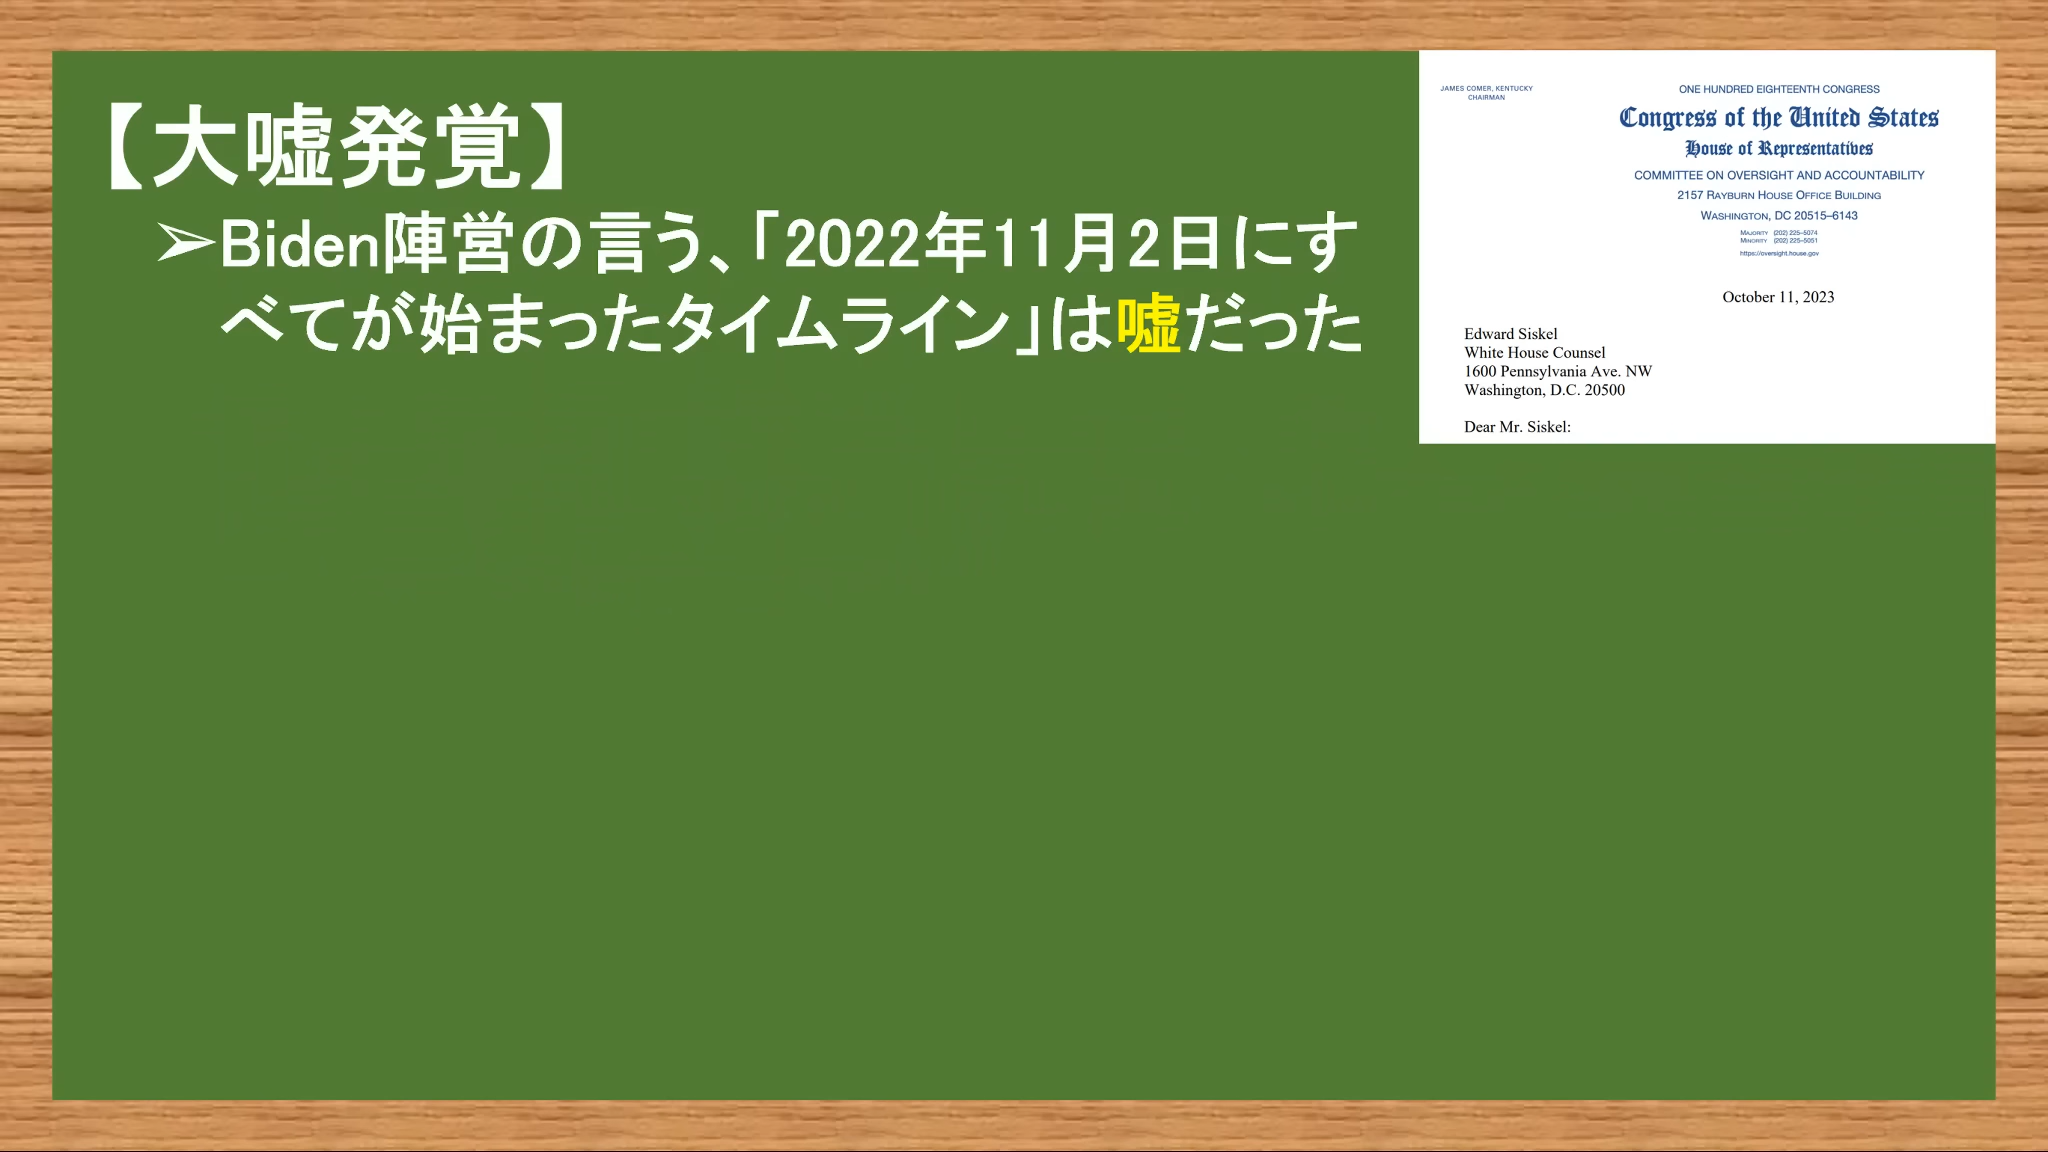 【大嘘発覚】
➢Biden陣営の言う、「2022年11月2日にす
べてが始まったタイムライン」は嘘だった
JAMES COMER, KENTUCKY
CHAIRMAN
ONE HUNDRED EIGHTEENTH CONGRESS
Congress of the United States
House of Representatives
COMMITTEE ON OVERSIGHT AND ACCOUNTABILITY
2157 RAYBURN HOUSE OFFICE BUILDING
WASHINGTON, DC 20515–6143
MAJORITY (202) 225–5074
MINORITY (202) 225–5051
https://oversight.house.gov
October 11, 2023
Edward Siskel
White House Counsel
1600 Pennsylvania Ave. NW
Washington, D.C. 20500
Dear Mr. Siskel: